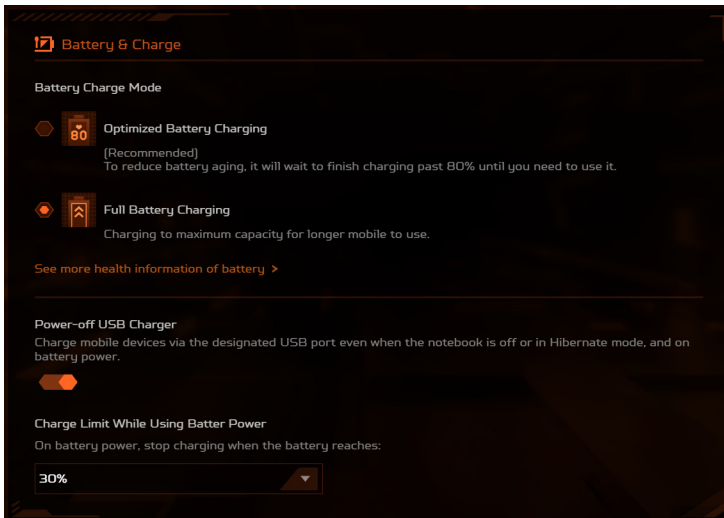 Battery & Charge
Battery Charge Mode
80
Optimized Battery Charging
(Recommended)
To reduce battery aging, it will wait to finish charging past 80% until you need to use it.
Full Battery Charging
Charging to maximum capacity for longer mobile to use.
See more health information of battery >
Power-off USB Charger
Charge mobile devices via the designated USB port even when the notebook is off or in Hibernate mode, and on
battery power.
Charge Limit While Using Batter Power
On battery power, stop charging when the battery reaches:
30%